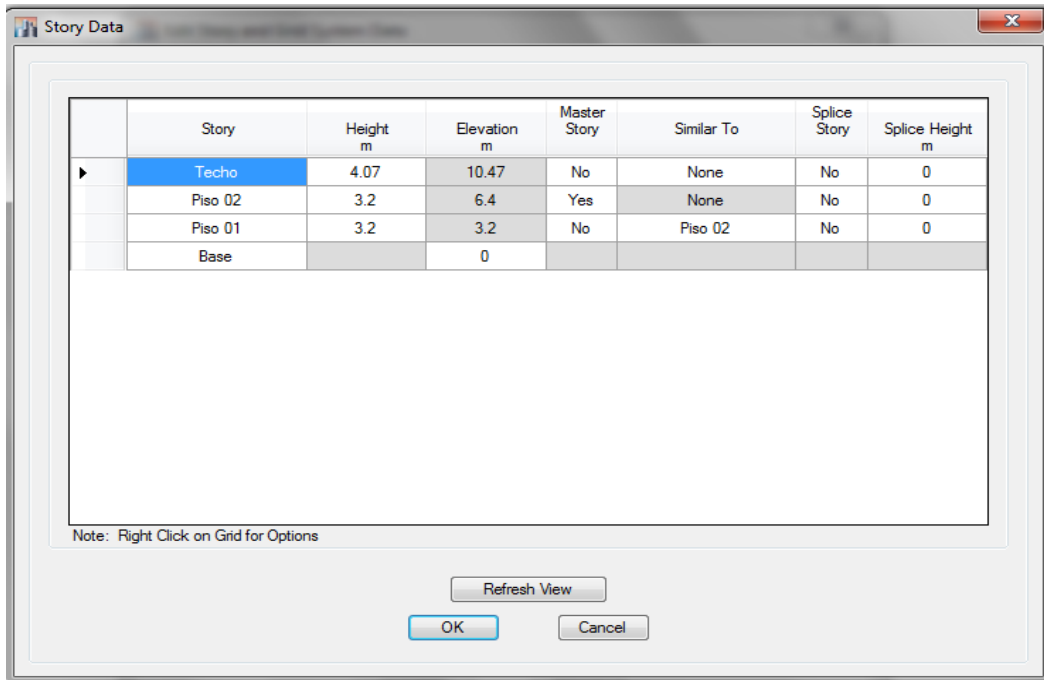 Story Data
Story Height m Elevation m Master Story Similar To Splice Story Splice Height m
Techo 4.07 10.47 No None No 0
Piso 02 3.2 6.4 Yes None No 0
Piso 01 3.2 3.2 No Piso 02 No 0
Base 0
Note: Right Click on Grid for Options
Refresh View
OK Cancel